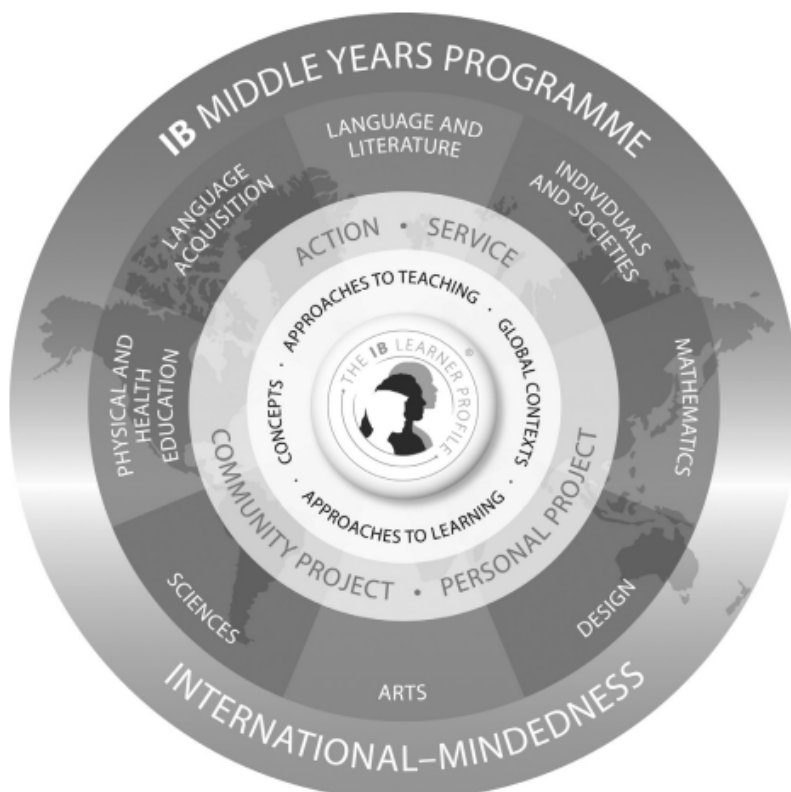 IB MIDDLE YEARS PROGRAMME
LANGUAGE AND
LITERATURE
INDIVIDUALS
AND SOCIETIES
MATHEMATICS
DESIGN
ARTS
SCIENCES
PHYSICAL AND
HEALTH
EDUCATION
LANGUAGE
ACQUISITION
ACTION • SERVICE
PERSONAL PROJECT •
COMMUNITY PROJECT
APPROACHES TO TEACHING •
GLOBAL CONTEXTS •
APPROACHES TO LEARNING •
CONCEPTS •
• THE IB LEARNER PROFILE •
®
INTERNATIONAL–MINDEDNESS